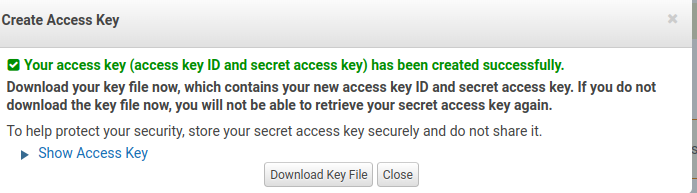 Create Access Key
Your access key (access key ID and secret access key) has been created successfully.
Download your key file now, which contains your new access key ID and secret access key. If you do not
download the key file now, you will not be able to retrieve your secret access key again.
To help protect your security, store your secret access key securely and do not share it.
Show Access Key
Download Key File Close